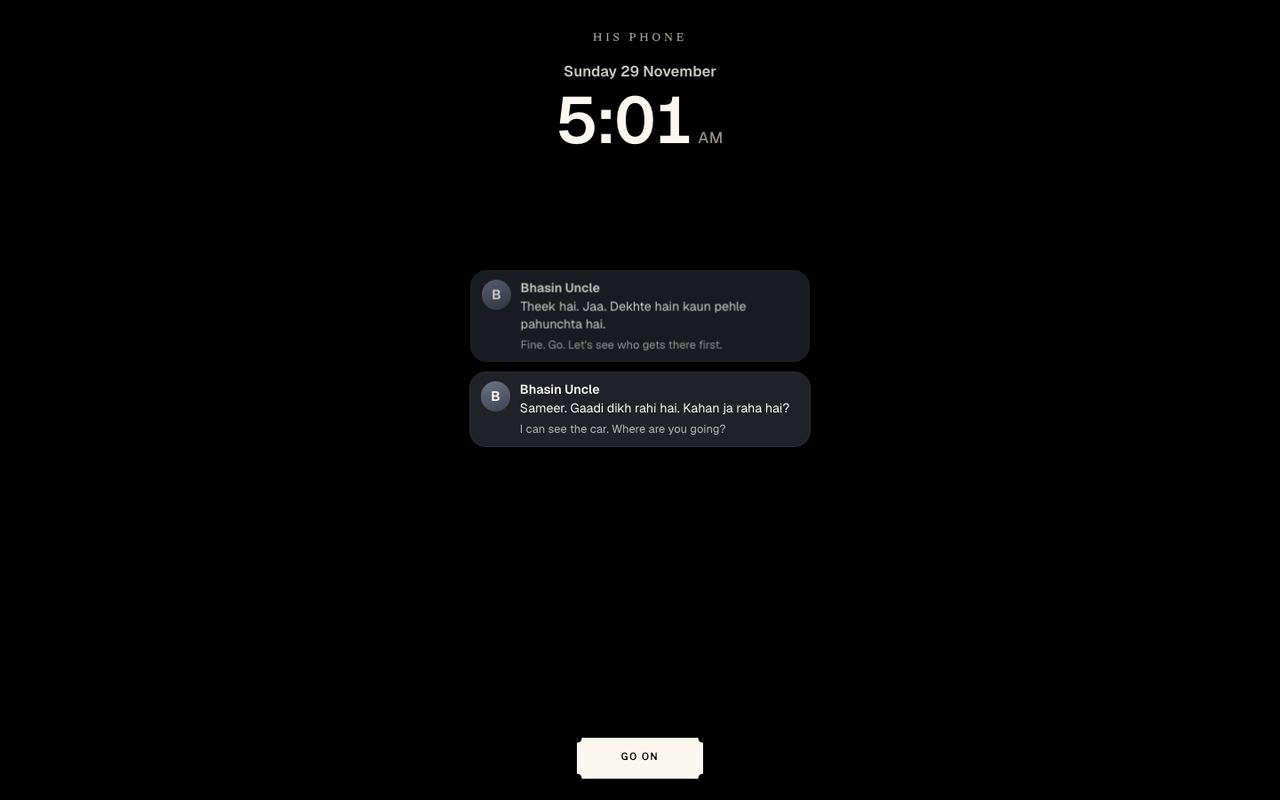 HIS PHONE
Sunday 29 November
5:01 AM
B
Bhasin Uncle
Theek hai. Jaa. Dekhte hain kaun pehle
pahunchta hai.
Fine. Go. Let's see who gets there first.
B
Bhasin Uncle
Sameer. Gaadi dikh rahi hai. Kahan ja raha hai?
I can see the car. Where are you going?
GO ON